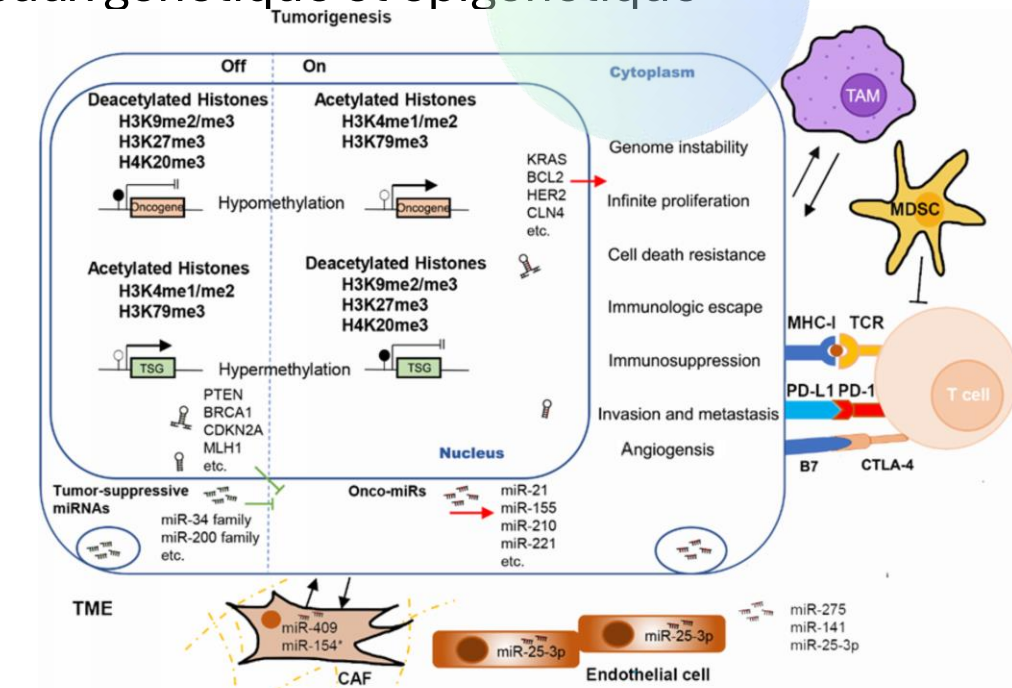 génétique et épigénétique
Tumorigenesis
Off
On
Cytoplasm
Deacetylated Histones
H3K9me2/me3
H3K27me3
H4K20me3
Acetylated Histones
H3K4me1/me2
H3K79me3
Oncogene
Hypomethylation
Oncogene
KRAS
BCL2
HER2
CLN4
etc.
Acetylated Histones
H3K4me1/me2
H3K79me3
Deacetylated Histones
H3K9me2/me3
H3K27me3
H4K20me3
TSG
Hypermethylation
TSG
PTEN
BRCA1
CDKN2A
MLH1
etc.
Nucleus
Genome instability
Infinite proliferation
Cell death resistance
Immunologic escape
Immunosuppression
Invasion and metastasis
Angiogensis
Tumor-suppressive
miRNAs
miR-34 family
miR-200 family
etc.
Onco-miRs
miR-21
miR-155
miR-210
miR-221
etc.
TAM
MDSC
MHC-I TCR
PD-L1 PD-1
T cell
B7
CTLA-4
TME
miR-409
miR-154*
CAF
miR-25-3p
miR-25-3p
Endothelial cell
miR-275
miR-141
miR-25-3p